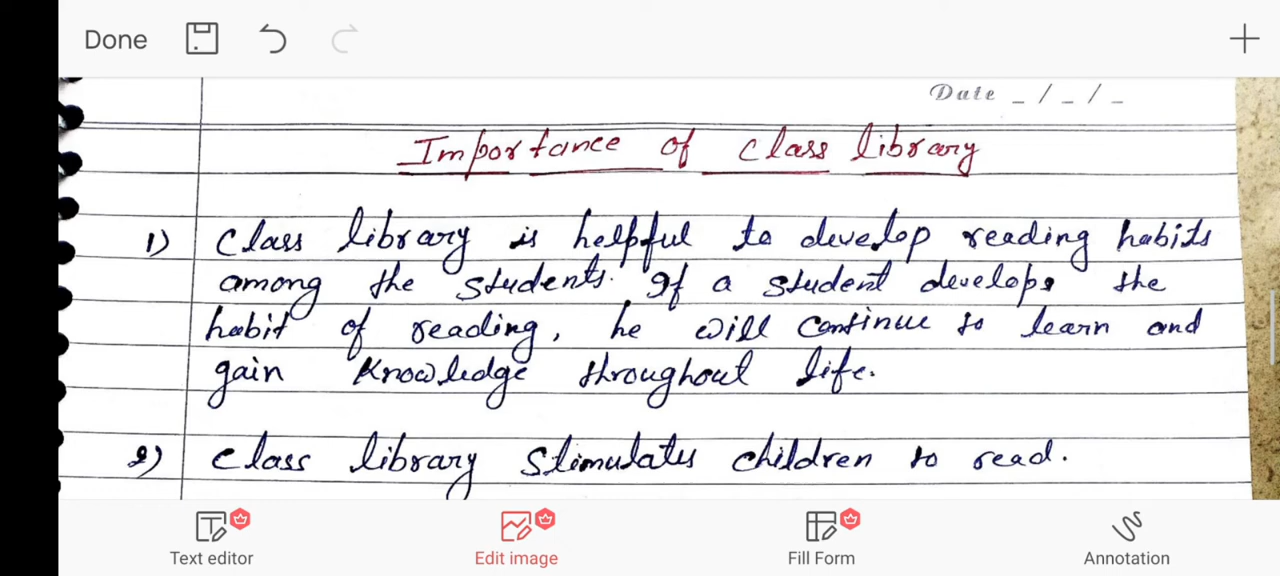 Done
Date _ / _ / _
Importance of class library
1) Class library is helpful to develop reading habits
among the students. If a student develops the
habit of reading, he will continue to learn and
gain knowledge throughout life.
2) Class library stimulates children to read.
Text editor
Edit image
Fill Form
Annotation